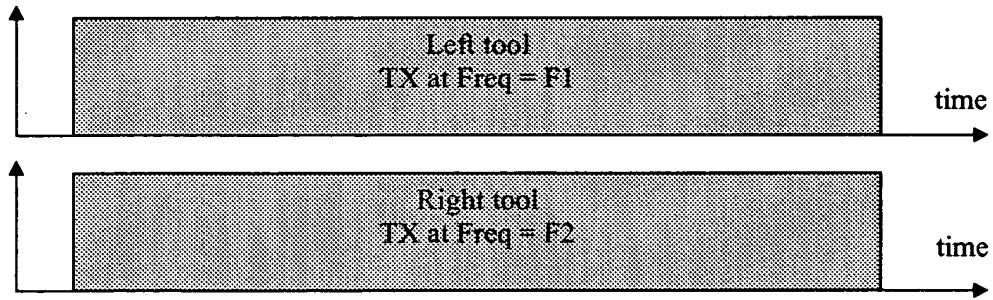 Left tool
TX at Freq = F1
time
Right tool
TX at Freq = F2
time